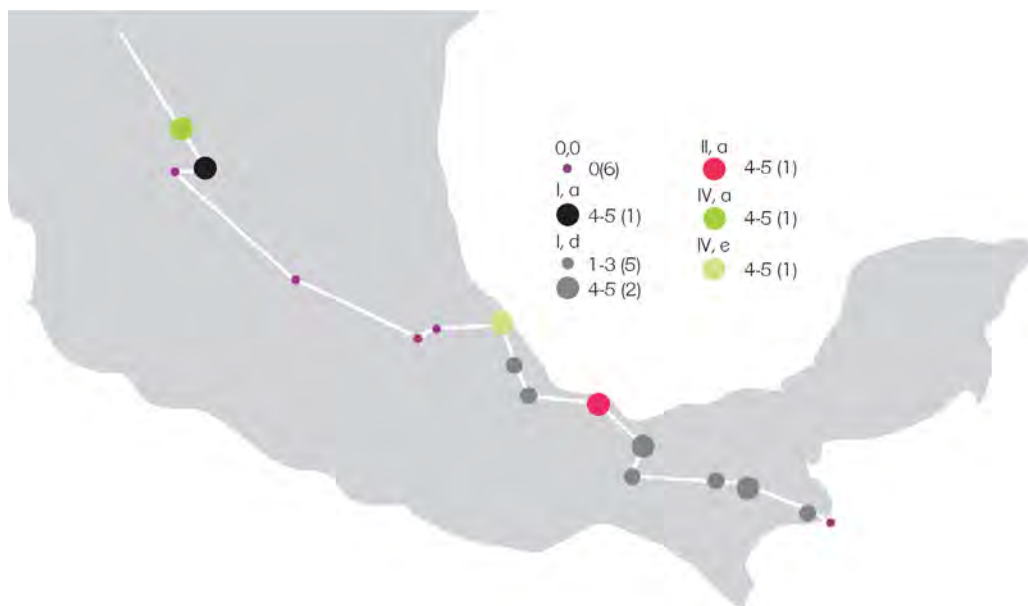 0,0
0(6)
I, a
4-5 (1)
I, d
1-3 (5)
4-5 (2)
II, a
4-5 (1)
IV, a
4-5 (1)
IV, e
4-5 (1)